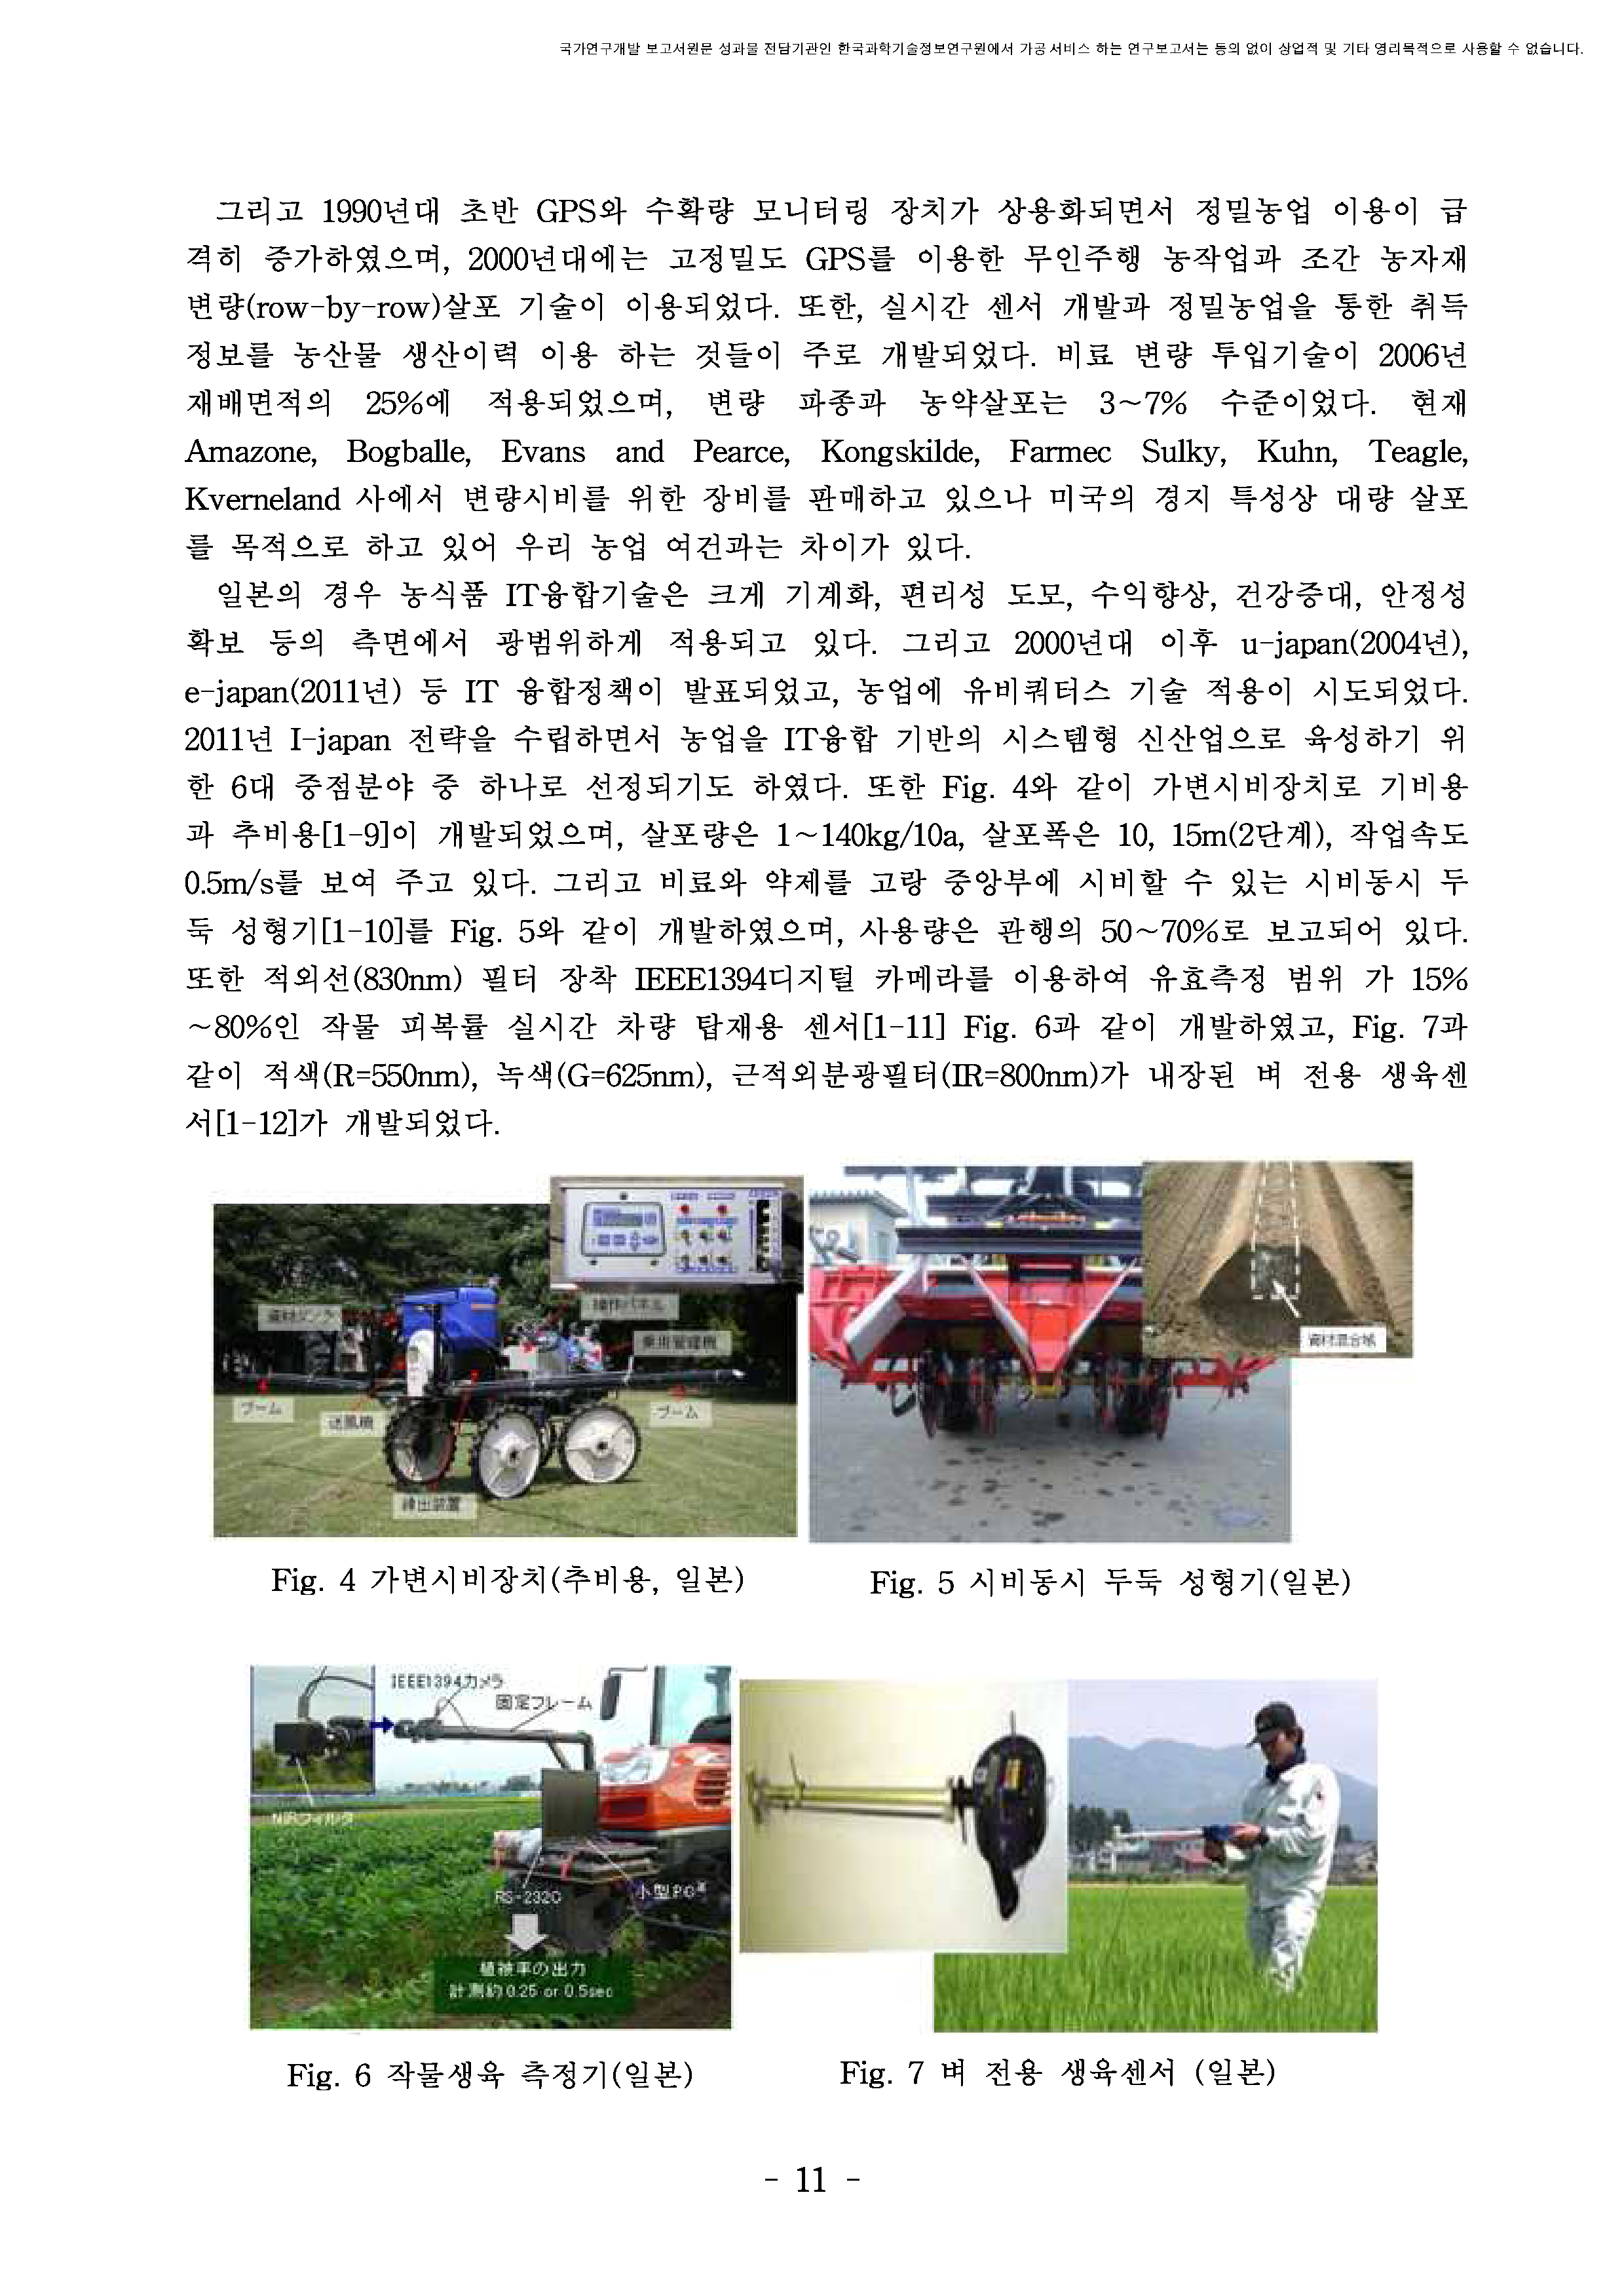 국가연구개발 보고서원문 성과물 전담기관인 한국과학기술정보연구원에서 가공·서비스 하는 연구보고서는 동의 없이 상업적 및 기타 영리목적으로 사용할 수 없습니다.
그리고 1990년대 초반 GPS와 수확량 모니터링 장치가 상용화되면서 정밀농업 이용이 급
격히 증가하였으며, 2000년대에는 고정밀도 GPS를 이용한 무인주행 농작업과 조간 농자재
변량(row-by-row)살포 기술이 이용되었다. 또한, 실시간 센서 개발과 정밀농업을 통한 취득
정보를 농산물 생산이력 이용 하는 것들이 주로 개발되었다. 비료 변량 투입기술이 2006년
재배면적의 25%에 적용되었으며, 변량 파종과 농약살포는 3~7% 수준이었다. 현재
Amazone, Bogballe, Evans and Pearce, Kongskilde, Farmec Sulky, Kuhn, Teagle,
Kverneland 사에서 변량시비를 위한 장비를 판매하고 있으나 미국의 경지 특성상 대량 살포
를 목적으로 하고 있어 우리 농업 여건과는 차이가 있다.
일본의 경우 농식품 IT융합기술은 크게 기계화, 편리성 도모, 수익향상, 건강증대, 안정성
확보 등의 측면에서 광범위하게 적용되고 있다. 그리고 2000년대 이후 u-japan(2004년),
e-japan(2011년) 등 IT 융합정책이 발표되었고, 농업에 유비쿼터스 기술 적용이 시도되었다.
2011년 I-japan 전략을 수립하면서 농업을 IT융합 기반의 시스템형 신산업으로 육성하기 위
한 6대 중점분야 중 하나로 선정되기도 하였다. 또한 Fig. 4와 같이 가변시비장치로 기비용
과 추비용[1-9]이 개발되었으며, 살포량은 1~140kg/10a, 살포폭은 10, 15m(2단계), 작업속도
0.5m/s를 보여 주고 있다. 그리고 비료와 약제를 고랑 중앙부에 시비할 수 있는 시비동시 두
둑 성형기[1-10]를 Fig. 5와 같이 개발하였으며, 사용량은 관행의 50~70%로 보고되어 있다.
또한 적외선(830nm) 필터 장착 IEEE1394디지털 카메라를 이용하여 유효측정 범위 가 15%
~80%인 작물 피복률 실시간 차량 탑재용 센서[1-11] Fig. 6과 같이 개발하였고, Fig. 7과
같이 적색(R=550nm), 녹색(G=625nm), 근적외분광필터(IR=800nm)가 내장된 벼 전용 생육센
서[1-12]가 개발되었다.
操作パネル
資材タンク
乗用管理機
ブーム
送風機
ブーム
繰出装置
資材混合域
Fig. 4 가변시비장치(추비용, 일본)
Fig. 5 시비동시 두둑 성형기(일본)
IEEE1394カメラ
固定フレーム
NIRフィルタ
RS-232C
小型PC
植被率の出力
計測約0.25 or 0.5sec
Fig. 6 작물생육 측정기(일본)
Fig. 7 벼 전용 생육센서 (일본)
- 11 -